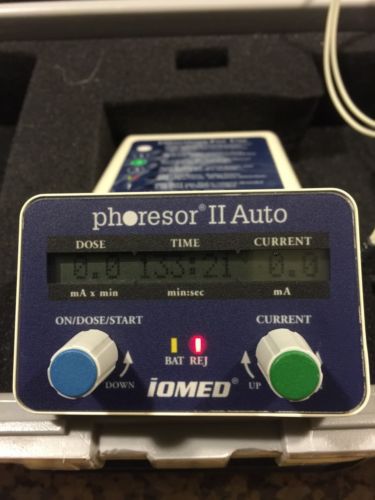 phoresor® II Auto
DOSE TIME CURRENT
0.0 133:21 0.0
mA x min min:sec mA
ON/DOSE/START CURRENT
BAT REJ
DOWN UP
iOMED®